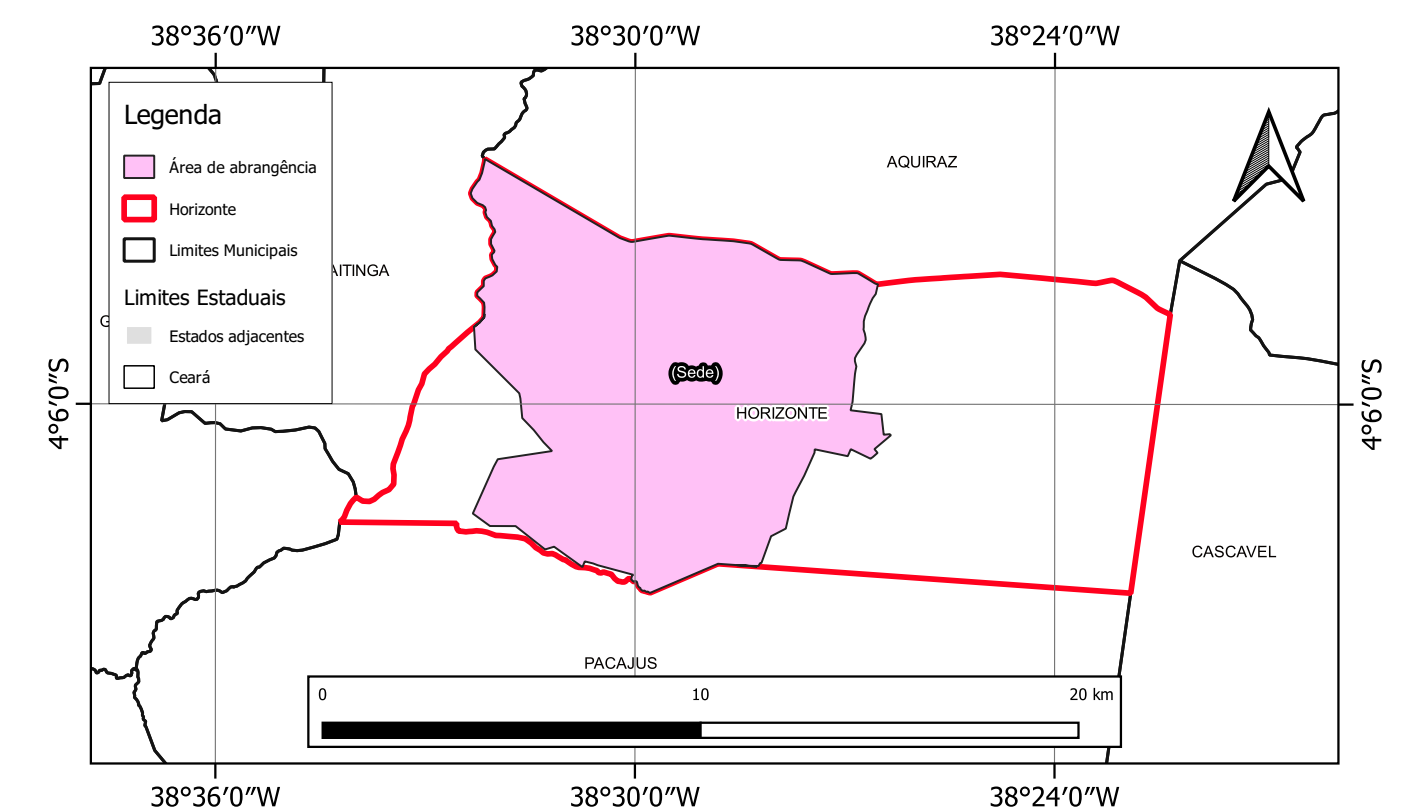 38°36′0″W 38°30′0″W 38°24′0″W
Legenda
Área de abrangência
Horizonte
Limites Municipais
Limites Estaduais
Estados adjacentes
Ceará
AQUIRAZ
AITINGA
G
4°6′0″S
4°6′0″S
(Sede)
HORIZONTE
CASCAVEL
PACAJUS
0 10 20 km
38°36′0″W 38°30′0″W 38°24′0″W